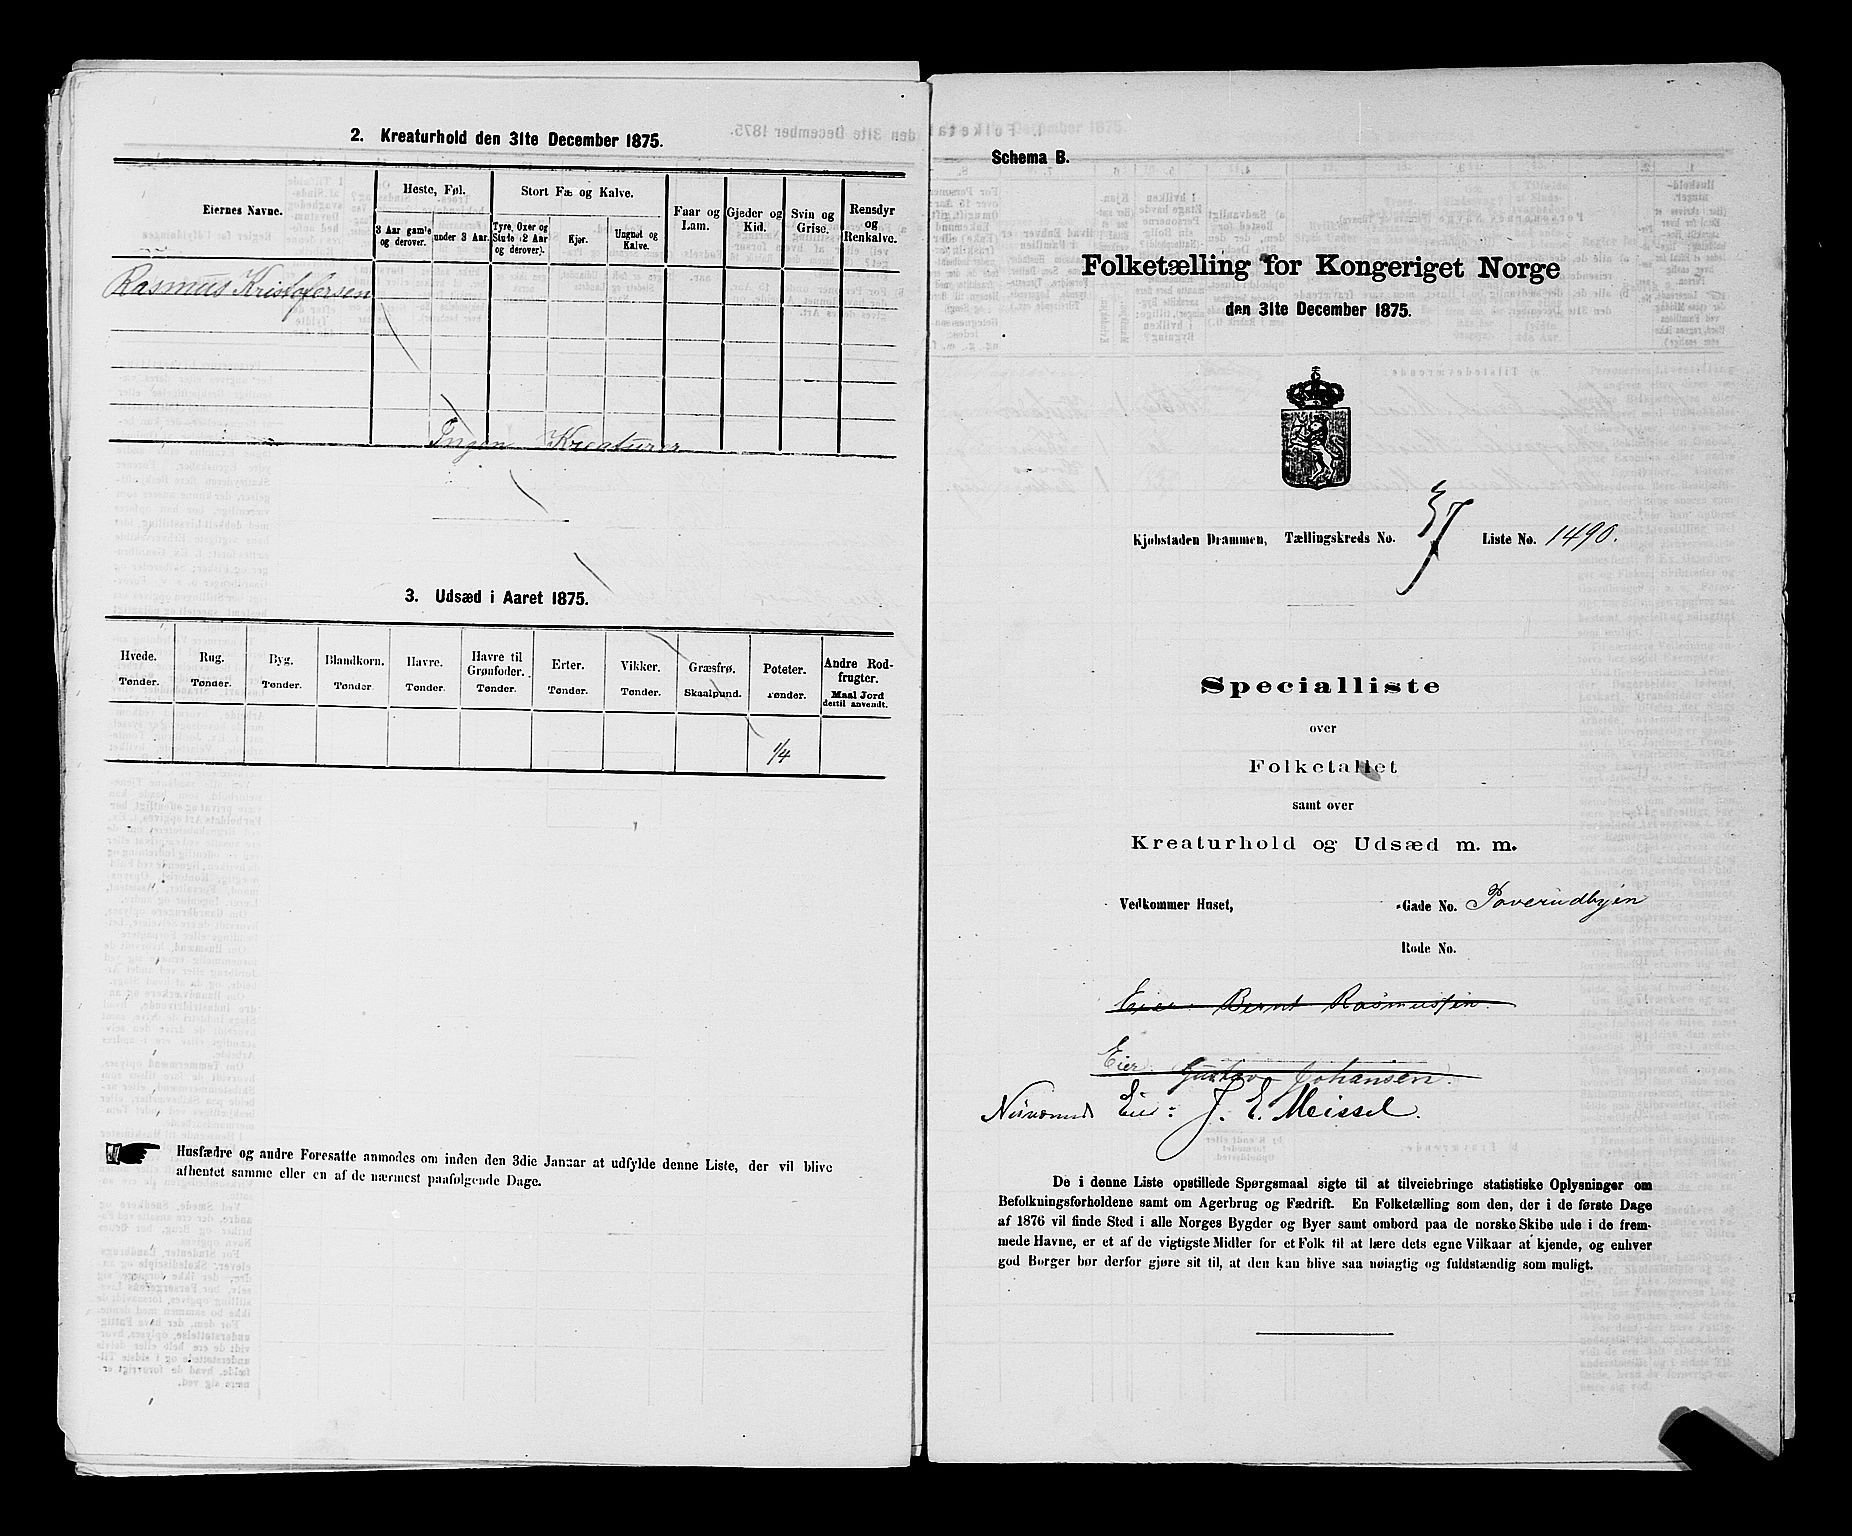 2. Kreaturhold den 31te December 1875.
Eiernes Navne.
Heste, Føl.
Stort Fæ og Kalve.
Faar og Lam.
Gjeder og Kid.
Svin og Grise.
Rensdyr og Renkalve.
3 Aar gamle og derover.
under 3 Aar.
Tyre, Oxer og Stude (2 Aar og derover).
Kjør.
Ungnøt og Kalve.
Rasmus Kristofersen
Ingen Kreaturer
3. Udsæd i Aaret 1875.
Hvede. Rug. Byg. Blandkorn. Havre. Havre til Grønfoder. Erter. Vikker. Græsfrø. Poteter. Andre Rodfrugter.
Tønder. Tønder. Tønder. Tønder Tønder. Tønder. Tønder. Tønder. Skaalpund. Tønder. Maal Jord dertil anvendt.
1/4
Husfædre og andre Foresatte anmodes om inden den 3die Januar at udfylde denne Liste, der vil blive
afhentet samme eller en af de nærmest paafølgende Dage.
Schema B.
Folketælling for Kongeriget Norge
den 31te December 1875.
Kjøbstaden Drammen, Tællingskreds No. Liste No. 1490.
Specialliste
over
Folketallet
samt over
Kreaturhold og Udsæd m. m.
Vedkommer Huset, -Gade No. Poverudbyen
Rode No.
Eier Bernt Rasmussen.
Eier Gustav Johansen.
Nuværende Eier: J. E. Meissel.
De i denne Liste opstillede Spørgsmaal sigte til at tilveiebringe statistiske Oplysninger om
Befolkningsforholdene samt om Agerbrug og Fædrift. En Folketælling som den, der i de første Dage
af 1876 vil finde Sted i alle Norges Bygder og Byer samt ombord paa de norske Skibe ude i de frem-
mede Havne, er et af de vigtigste Midler for et Folk til at lære dets egne Vilkaar at kjende, og enhver
god Borger bør derfor gjøre sit til, at den kan blive saa nøiagtig og fuldstændig som muligt.